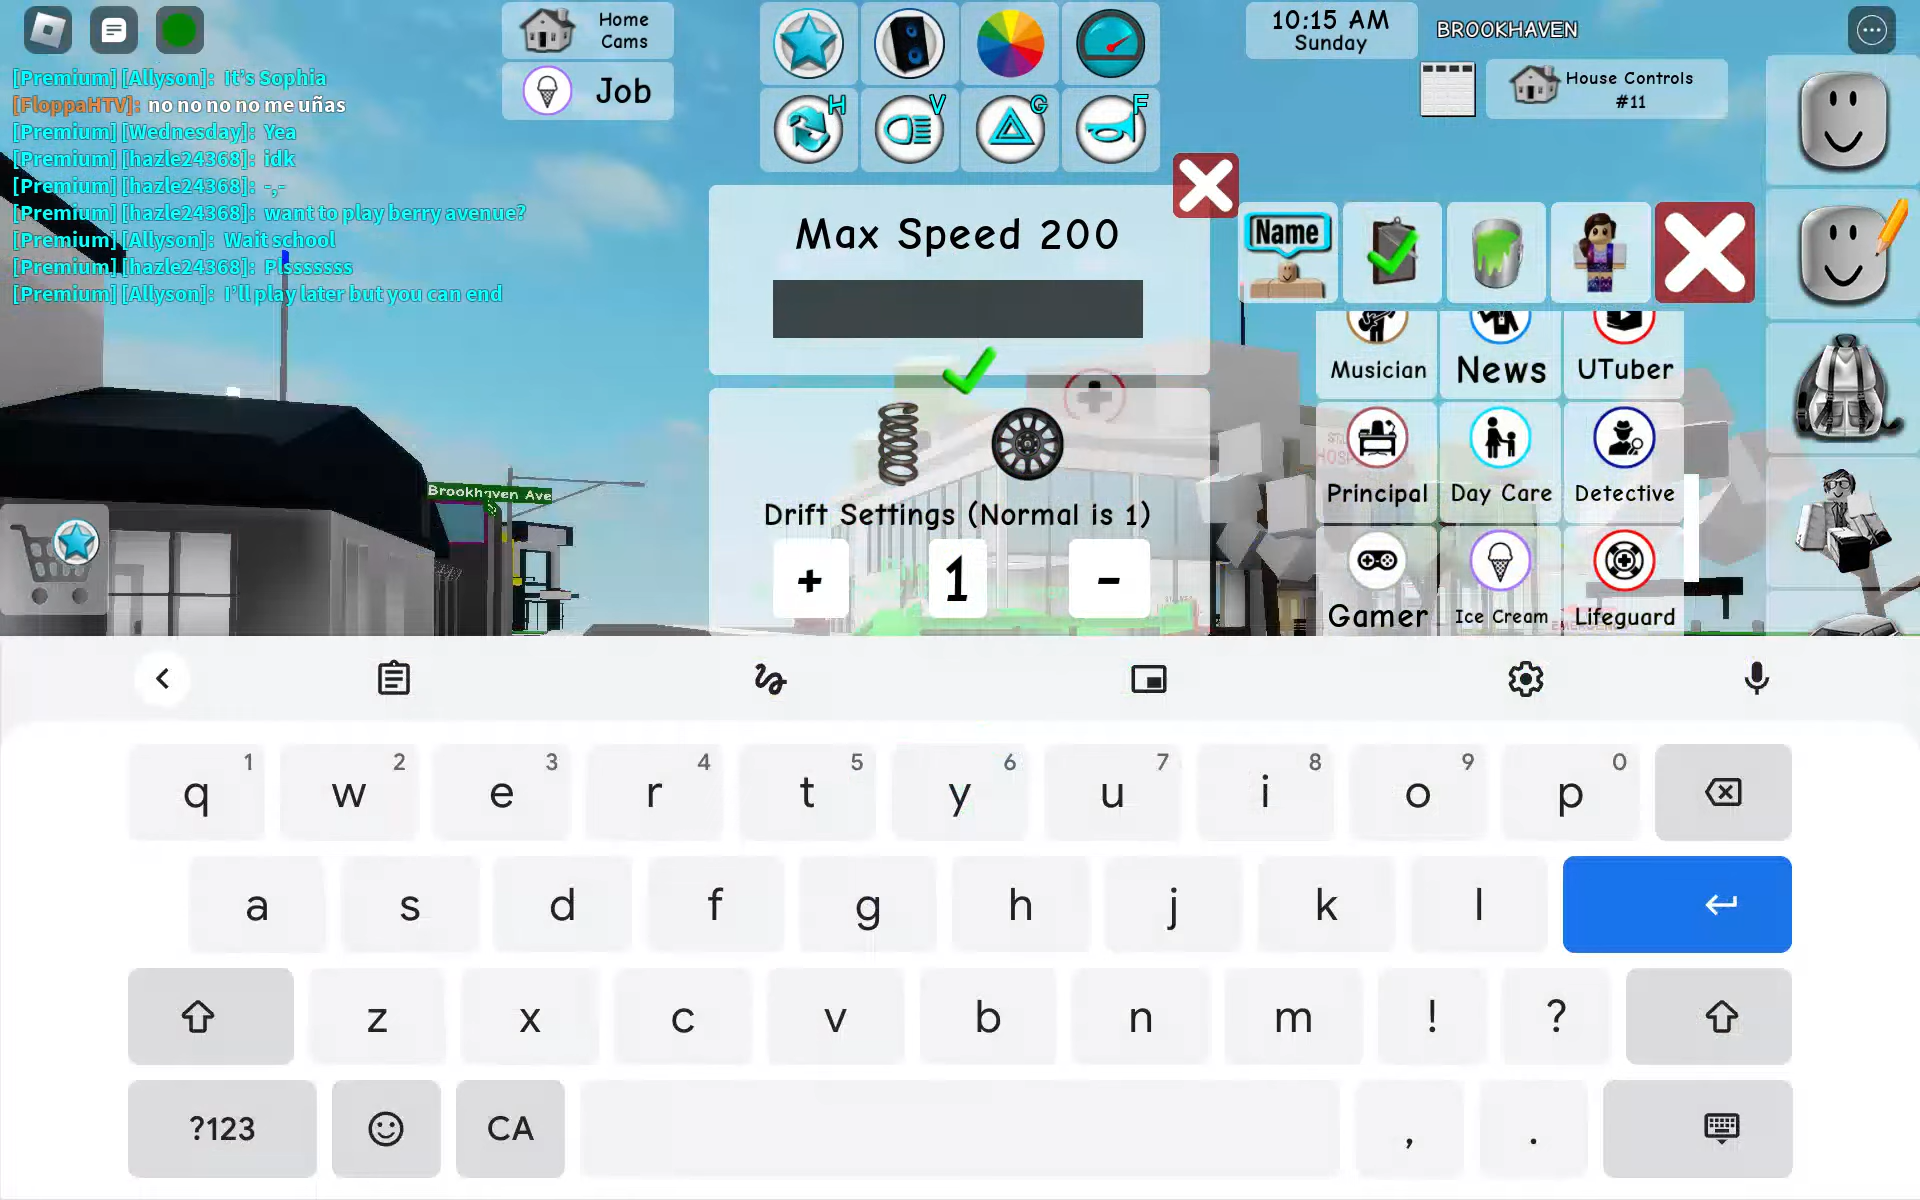 Home
Cams
Job
[Premium] [Allyson]: It's Sophia
[FloppaHTV]: no no no no me uñas
[Premium] [Wednesday]: Yea
[Premium] [hazle24368]: idk
[Premium] [hazle24368]: -,-
[Premium] [hazle24368]: want to play berry avenue?
[Premium] [Allyson]: Wait school
[Premium] [hazle24368]: Plsssssss
[Premium] [Allyson]: I'll play later but you can end
H
V
G
F
10:15 AM
Sunday
BROOKHAVEN
House Controls
#11
Max Speed 200
Name
Musician
News
UTuber
Principal
Day Care
Detective
Gamer
Ice Cream
Lifeguard
Brookhaven Ave
Drift Settings (Normal is 1)
+
1
-
q 1 w 2 e 3 r 4 t 5 y 6 u 7 i 8 o 9 p 0
a s d f g h j k l
z x c v b n m ! ?
?123 CA , .